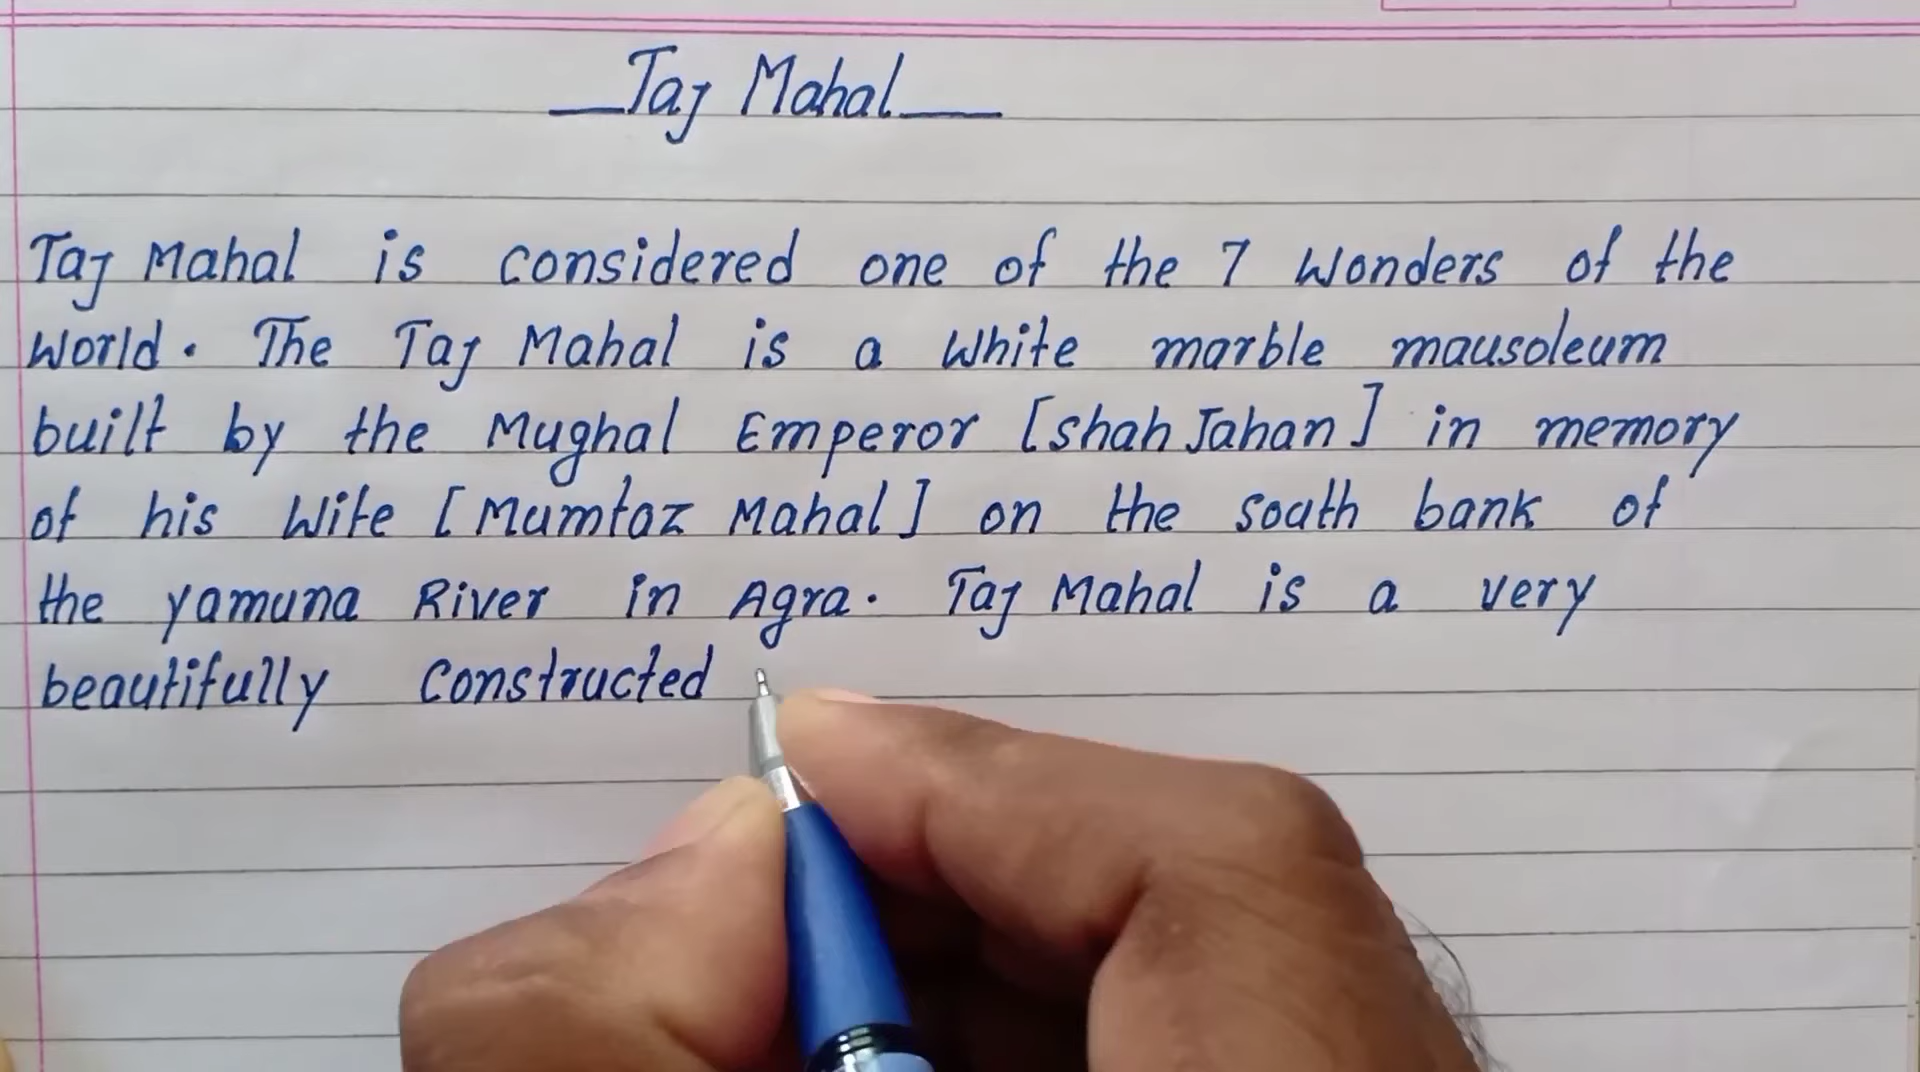 Taj Mahal
Taj Mahal is considered one of the 7 Wonders of the
World. The Taj Mahal is a White marble mausoleum
built by the Mughal Emperor [shah Jahan] in memory
of his Wife [Mumtaz Mahal] on the south bank of
the yamuna River in Agra. Taj Mahal is a very
beautifully Constructed